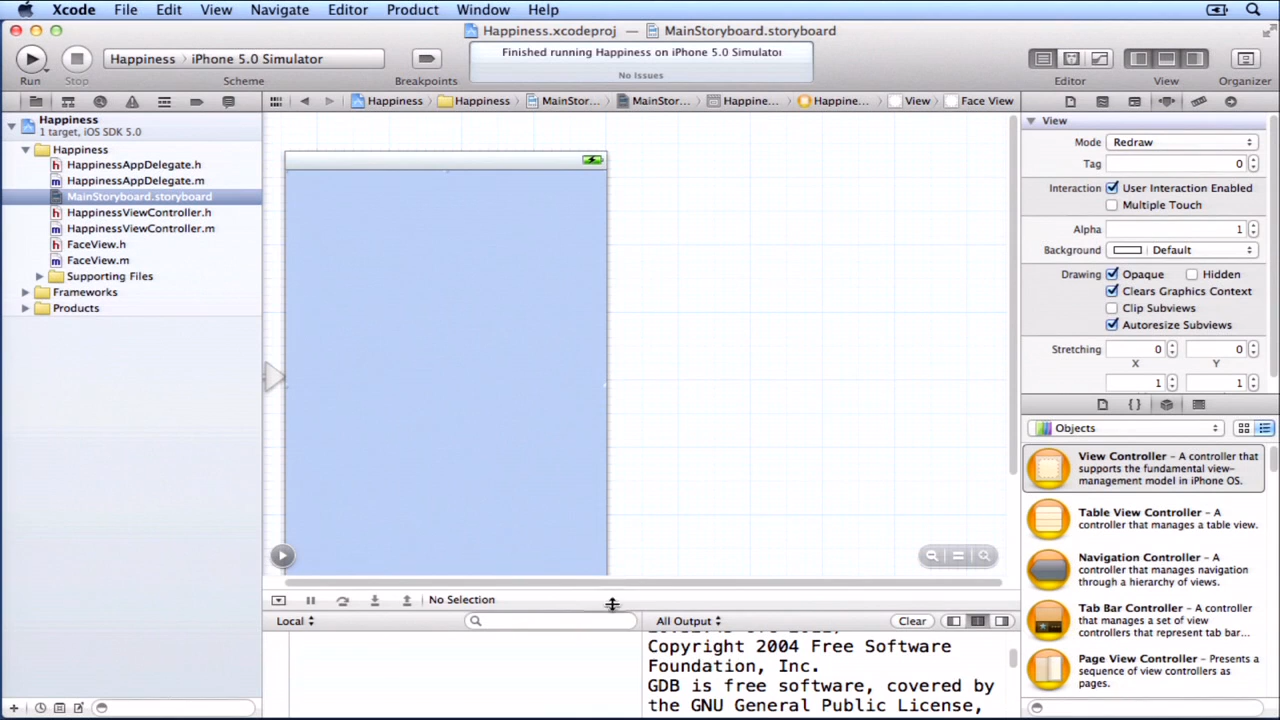 Xcode File Edit View Navigate Editor Product Window Help
Happiness.xcodeproj — MainStoryboard.storyboard
Finished running Happiness on iPhone 5.0 Simulator
No Issues
Happiness iPhone 5.0 Simulator
Run Stop Scheme Breakpoints Editor View Organizer
Happiness Happiness MainStor... MainStor... Happine... Happine... View Face View
Happiness
1 target, iOS SDK 5.0
Happiness
HappinessAppDelegate.h
HappinessAppDelegate.m
MainStoryboard.storyboard
HappinessViewController.h
HappinessViewController.m
FaceView.h
FaceView.m
Supporting Files
Frameworks
Products
View
Mode Redraw
Tag 0
Interaction User Interaction Enabled
Multiple Touch
Alpha 1
Background Default
Drawing Opaque Hidden
Clears Graphics Context
Clip Subviews
Autoresize Subviews
Stretching 0 0
X Y
1 1
Objects
View Controller – A controller that
supports the fundamental view-
management model in iPhone OS.
Table View Controller – A
controller that manages a table view.
Navigation Controller – A
controller that manages navigation
through a hierarchy of views.
Tab Bar Controller – A controller
that manages a set of view
controllers that represent tab bar...
Page View Controller – Presents a
sequence of view controllers as
pages.
No Selection
Local All Output Clear
Copyright 2004 Free Software
Foundation, Inc.
GDB is free software, covered by
the GNU General Public License,